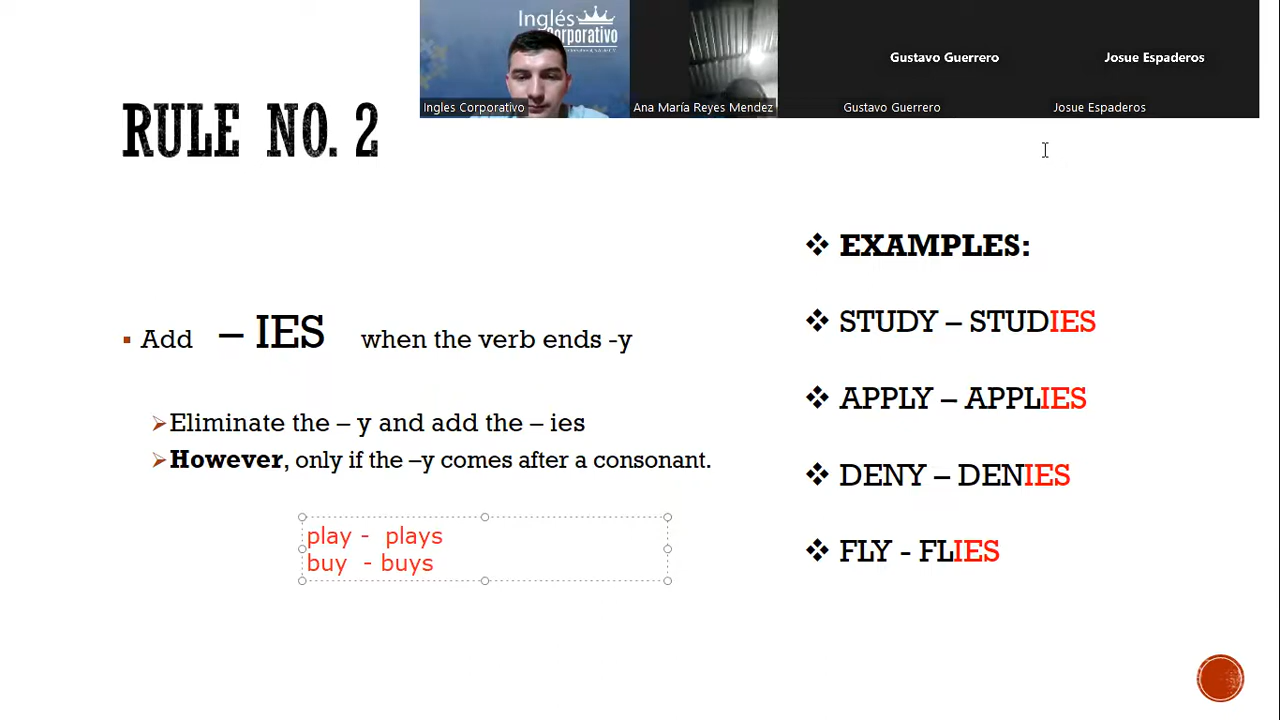 Inglés
Corporativo
Ingles Corporativo
Ana María Reyes Mendez
Gustavo Guerrero
Gustavo Guerrero
Josue Espaderos
Josue Espaderos
RULE NO. 2
Add – IES when the verb ends -y
Eliminate the – y and add the – ies
However, only if the –y comes after a consonant.
play - plays
buy - buys
EXAMPLES:
STUDY – STUDIES
APPLY – APPLIES
DENY – DENIES
FLY - FLIES